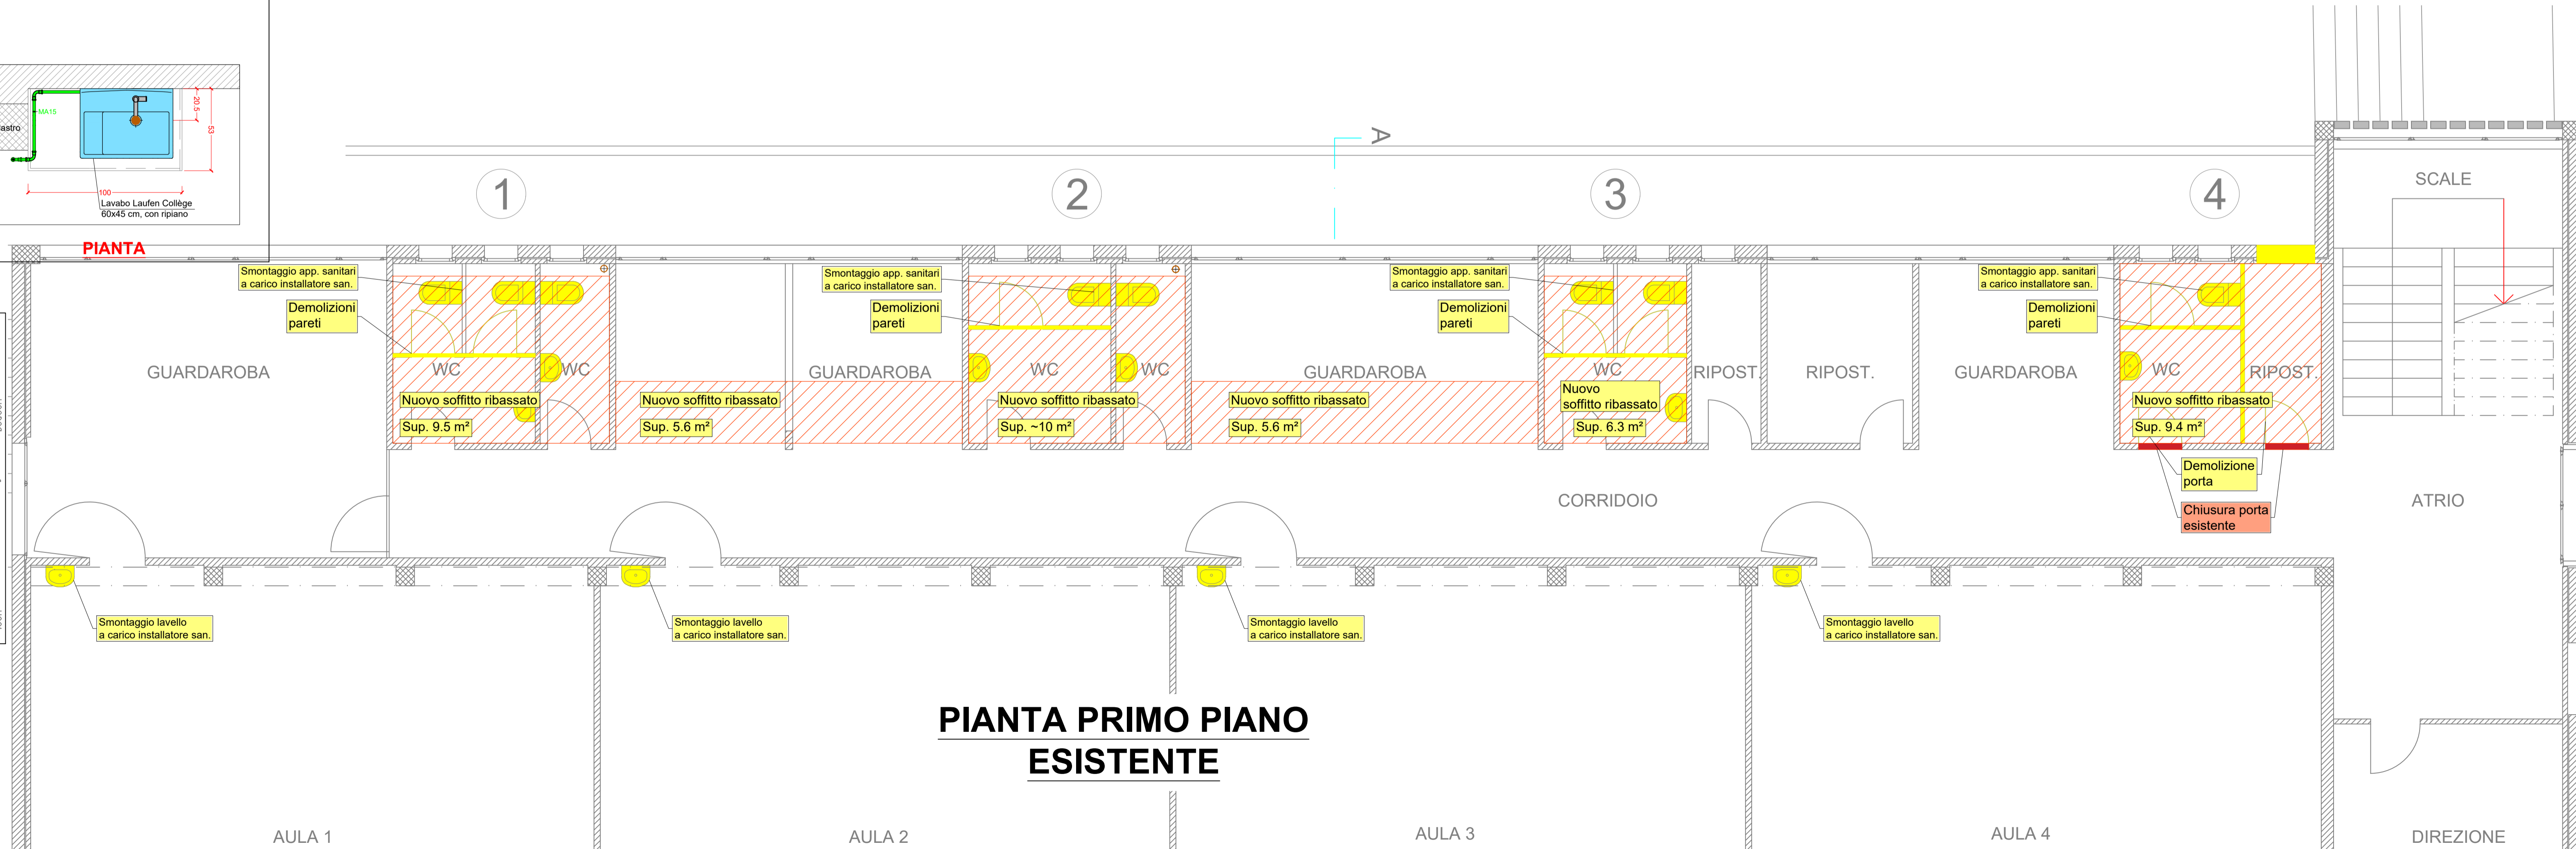 MA15
20.5
53
astro
100
Lavabo Laufen Collège
60x45 cm, con ripiano
PIANTA
A
1
2
3
4
SCALE
Smontaggio app. sanitari
a carico installatore san.
Smontaggio app. sanitari
a carico installatore san.
Smontaggio app. sanitari
a carico installatore san.
Smontaggio app. sanitari
a carico installatore san.
Demolizioni
pareti
Demolizioni
pareti
Demolizioni
pareti
Demolizioni
pareti
GUARDAROBA
WC
WC
GUARDAROBA
WC
WC
GUARDAROBA
WC
RIPOST.
RIPOST.
GUARDAROBA
WC
RIPOST.
Nuovo soffitto ribassato
Sup. 9.5 m²
Nuovo soffitto ribassato
Sup. 5.6 m²
Nuovo soffitto ribassato
Sup. ~10 m²
Nuovo soffitto ribassato
Sup. 5.6 m²
Nuovo
soffitto ribassato
Sup. 6.3 m²
Nuovo soffitto ribassato
Sup. 9.4 m²
Demolizione
porta
Chiusura porta
esistente
CORRIDOIO
ATRIO
Smontaggio lavello
a carico installatore san.
Smontaggio lavello
a carico installatore san.
Smontaggio lavello
a carico installatore san.
Smontaggio lavello
a carico installatore san.
PIANTA PRIMO PIANO
ESISTENTE
AULA 1
AULA 2
AULA 3
AULA 4
DIREZIONE